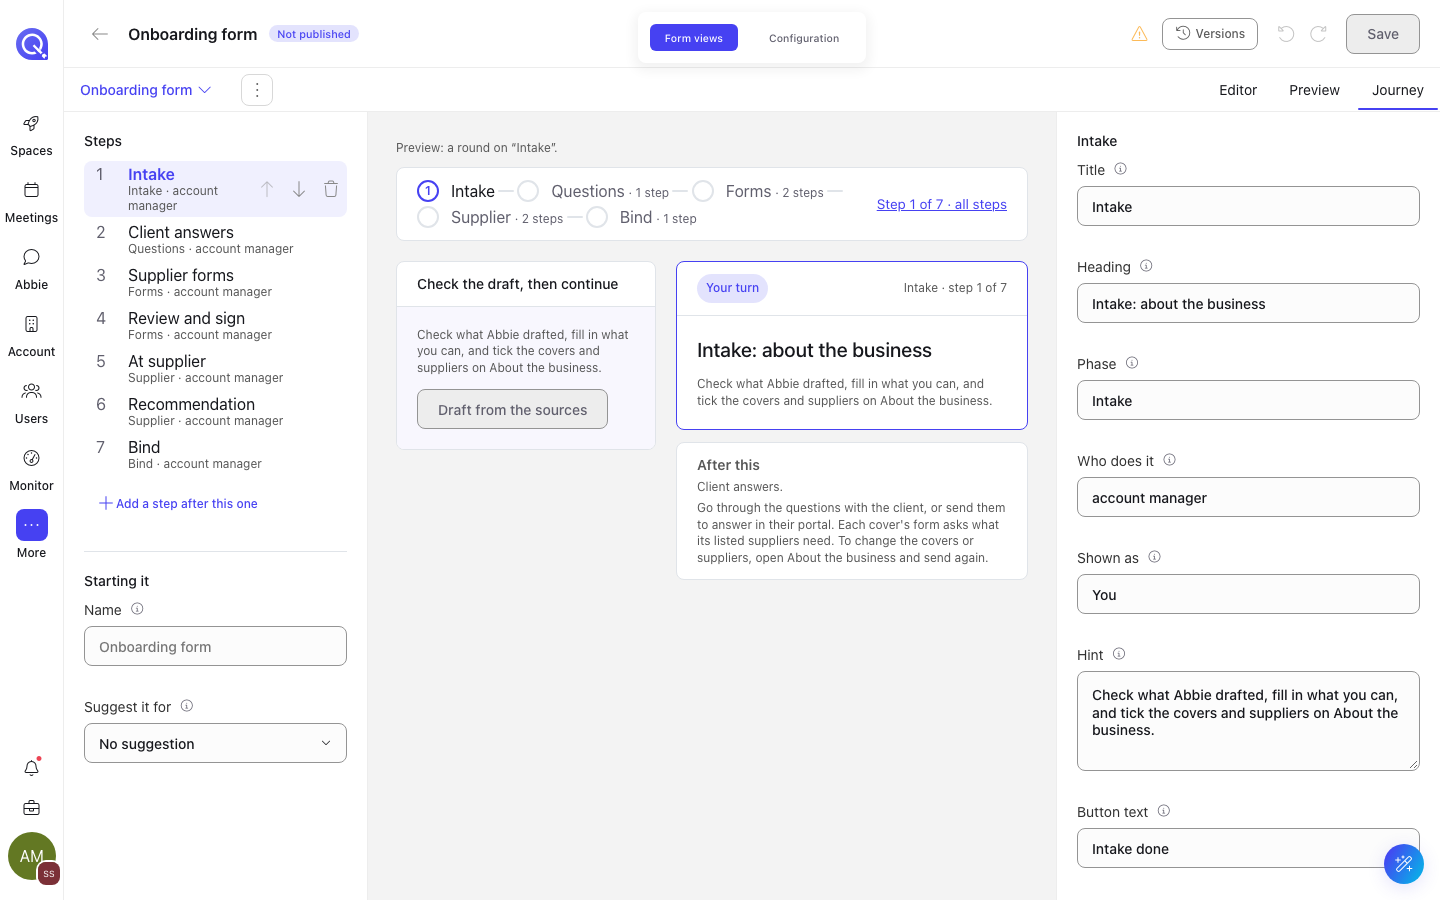 Onboarding form
Not published
Form views
Configuration
Versions
Save
Onboarding form
Editor
Preview
Journey
Spaces
Meetings
Abbie
Account
Users
Monitor
More
AM
SS
Steps
1
Intake
Intake · account
manager
2
Client answers
Questions · account manager
3
Supplier forms
Forms · account manager
4
Review and sign
Forms · account manager
5
At supplier
Supplier · account manager
6
Recommendation
Supplier · account manager
7
Bind
Bind · account manager
Add a step after this one
Starting it
Name
Onboarding form
Suggest it for
No suggestion
Preview: a round on “Intake”.
1 Intake Questions · 1 step Forms · 2 steps
Supplier · 2 steps Bind · 1 step
Step 1 of 7 · all steps
Check the draft, then continue
Check what Abbie drafted, fill in what
you can, and tick the covers and
suppliers on About the business.
Draft from the sources
Your turn
Intake · step 1 of 7
Intake: about the business
Check what Abbie drafted, fill in what you can, and
tick the covers and suppliers on About the business.
After this
Client answers.
Go through the questions with the client, or send them
to answer in their portal. Each cover's form asks what
its listed suppliers need. To change the covers or
suppliers, open About the business and send again.
Intake
Title
Intake
Heading
Intake: about the business
Phase
Intake
Who does it
account manager
Shown as
You
Hint
Check what Abbie drafted, fill in what you can,
and tick the covers and suppliers on About the
business.
Button text
Intake done